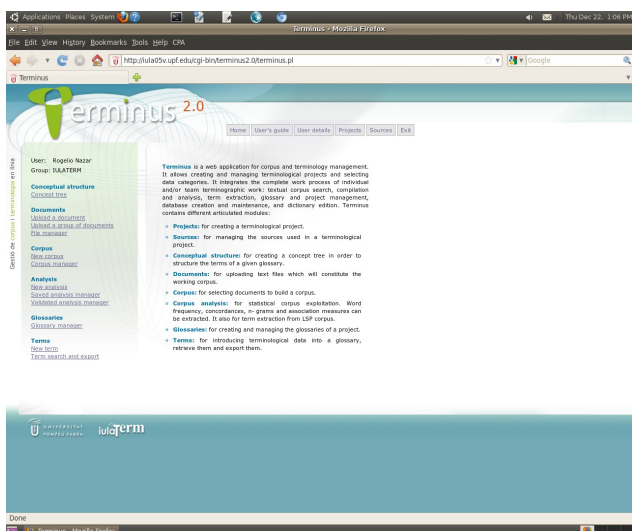 Applications Places System
Thu Dec 22, 1:06 PM
Terminus - Mozilla Firefox
File Edit View History Bookmarks Tools Help CPA
http://iula05v.upf.edu/cgi-bin/terminus2.0/terminus.pl
Google
Terminus
Terminus 2.0
Home User's guide User details Projects Sources Exit
Gestió de corpus i terminologia en línia
User: Rogelio Nazar
Group: IULATERM
Conceptual structure
Concept tree
Documents
Upload a document
Upload a group of documents
File manager
Corpus
New corpus
Corpus manager
Analysis
New analysis
Saved analysis manager
Validated analysis manager
Glossaries
Glossary manager
Terms
New term
Term search and export
Terminus is a web application for corpus and terminology management.
It allows creating and managing terminological projects and selecting
data categories. It integrates the complete work process of individual
and/or team terminographic work: textual corpus search, completion
and analysis, term extraction, glossary and project management,
database creation and maintenance, and dictionary edition. Terminus
contains different articulated modules:
Projects: for creating a terminological project.
Sources: for managing the sources used in a terminological
project.
Conceptual structure: for creating a concept tree in order to
structure the terms of a given glossary.
Documents: for uploading text files which will constitute the
working corpus.
Corpus: for selecting documents to build a corpus.
Corpus analysis: for statistical corpus exploitation. Word
frequency, concordances, n- grams and association measures can
be extracted. It also for term extraction from LSP corpus.
Glossaries: for creating and managing the glossaries of a project.
Terms: for introducing terminological data into a glossary,
retrieve them and export them.
UNIVERSITAT
POMPEU FABRA
iulaTerm
Done
Terminus - Mozilla Firefox